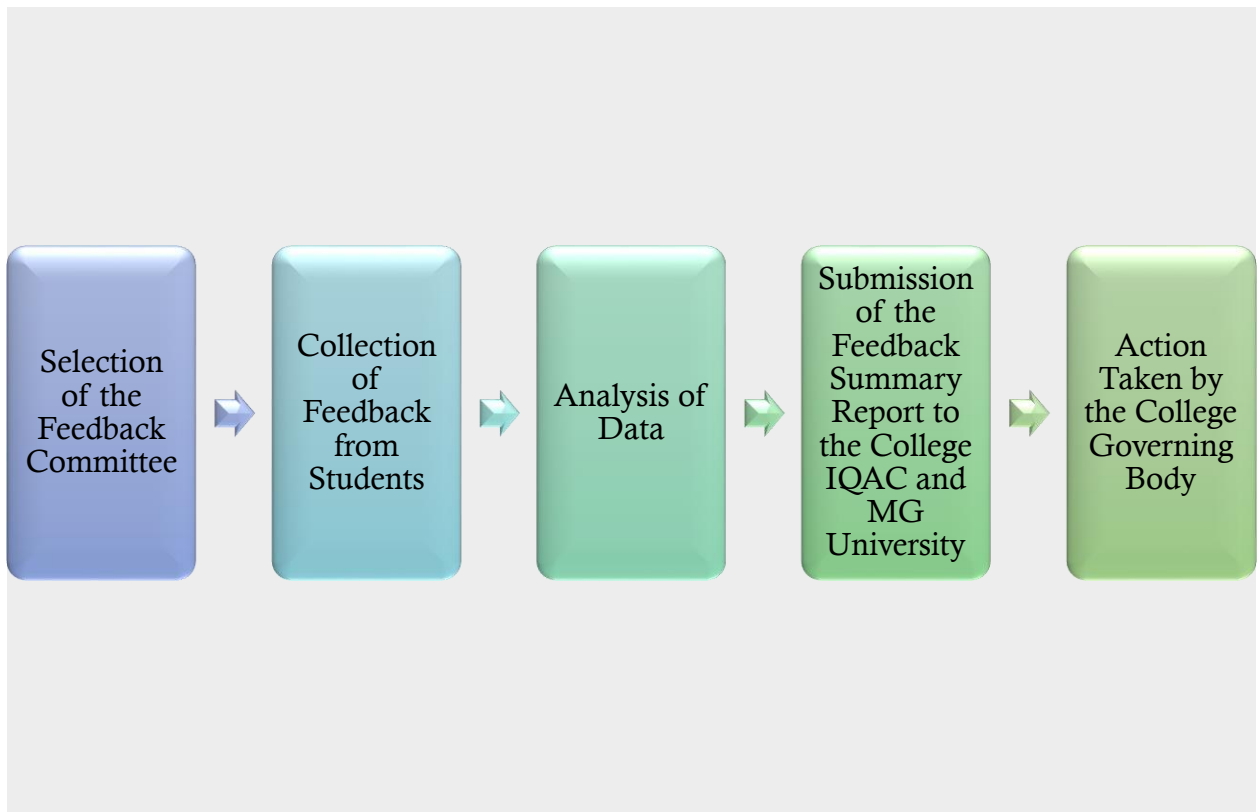 Selection
of the
Feedback
Committee
Collection
of
Feedback
from
Students
Analysis of
Data
Submission
of the
Feedback
Summary
Report to
the College
IQAC and
MG
University
Action
Taken by
the College
Governing
Body